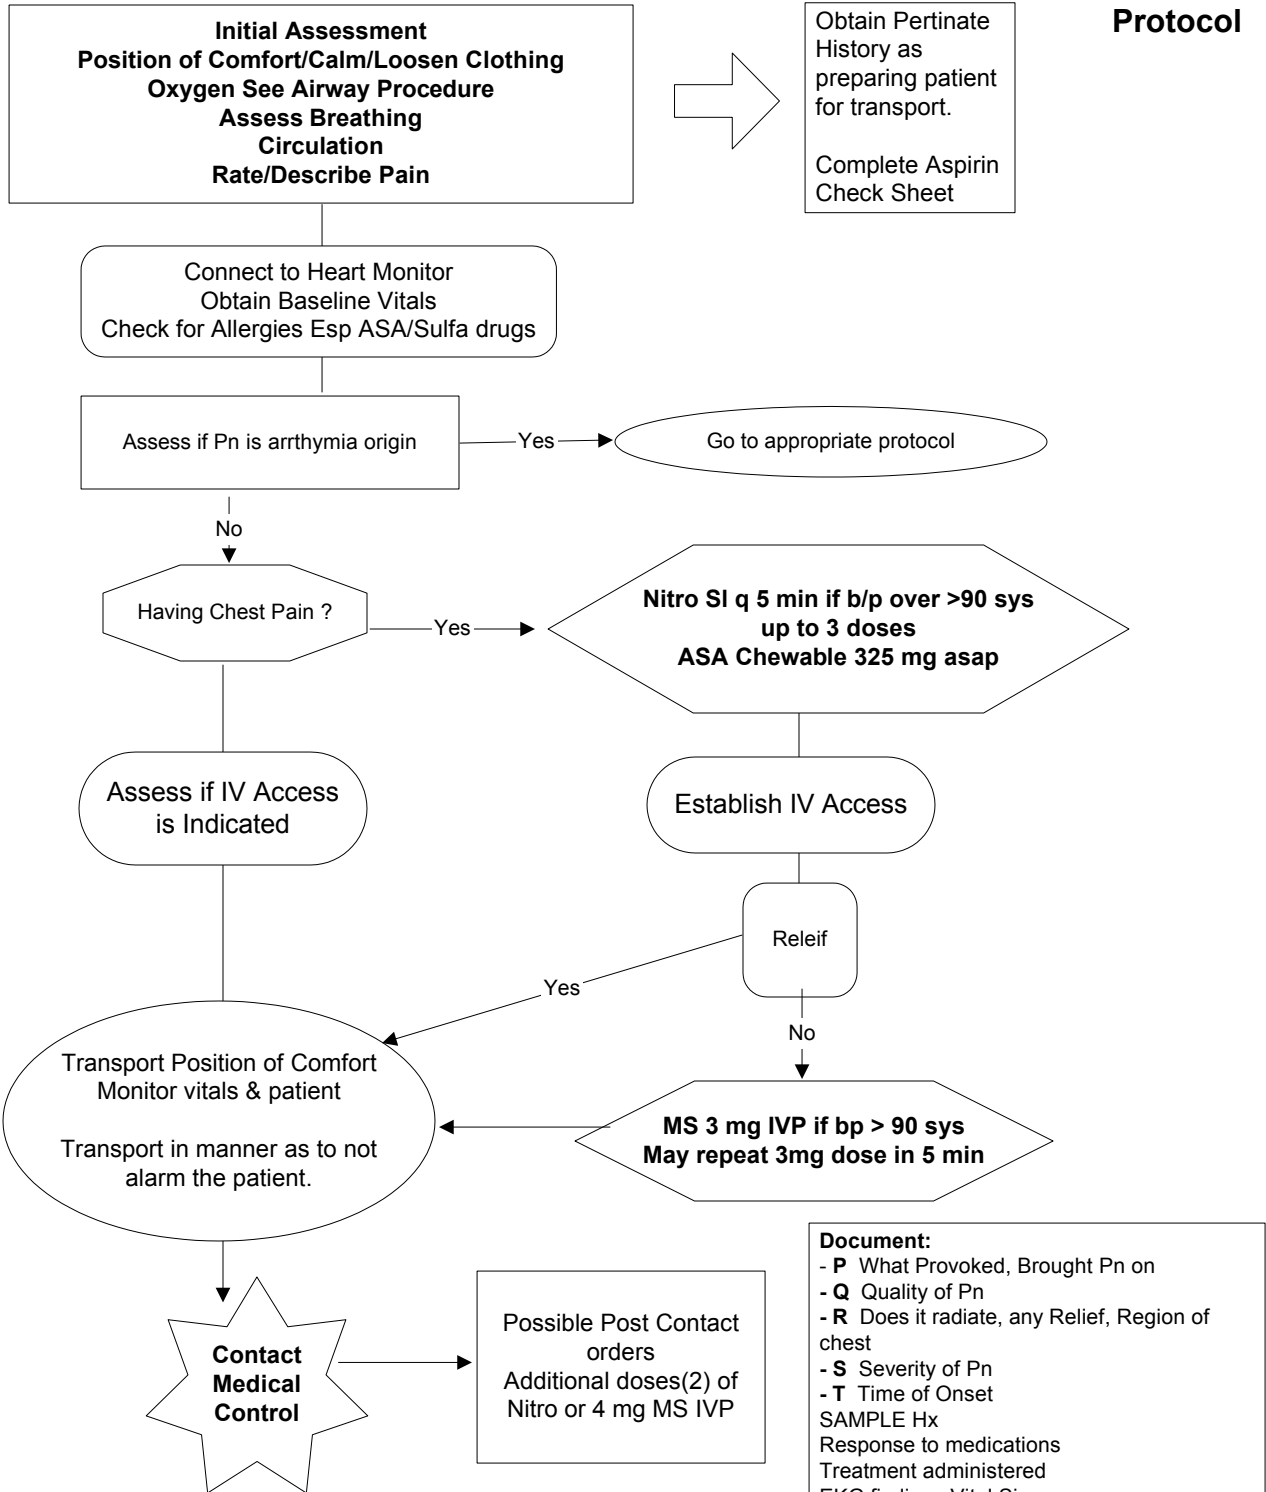 Protocol
Initial Assessment
Position of Comfort/Calm/Loosen Clothing
Oxygen See Airway Procedure
Assess Breathing
Circulation
Rate/Describe Pain
Obtain Pertinate
History as
preparing patient
for transport.
Complete Aspirin
Check Sheet
Connect to Heart Monitor
Obtain Baseline Vitals
Check for Allergies Esp ASA/Sulfa drugs
Assess if Pn is arrthymia origin
Yes
Go to appropriate protocol
No
Having Chest Pain ?
Yes
Nitro Sl q 5 min if b/p over >90 sys
up to 3 doses
ASA Chewable 325 mg asap
Assess if IV Access
is Indicated
Establish IV Access
Releif
Yes
No
Transport Position of Comfort
Monitor vitals & patient
Transport in manner as to not
alarm the patient.
MS 3 mg IVP if bp > 90 sys
May repeat 3mg dose in 5 min
Contact
Medical
Control
Possible Post Contact
orders
Additional doses(2) of
Nitro or 4 mg MS IVP
Document:
- P What Provoked, Brought Pn on
- Q Quality of Pn
- R Does it radiate, any Relief, Region of
chest
- S Severity of Pn
- T Time of Onset
SAMPLE Hx
Response to medications
Treatment administered